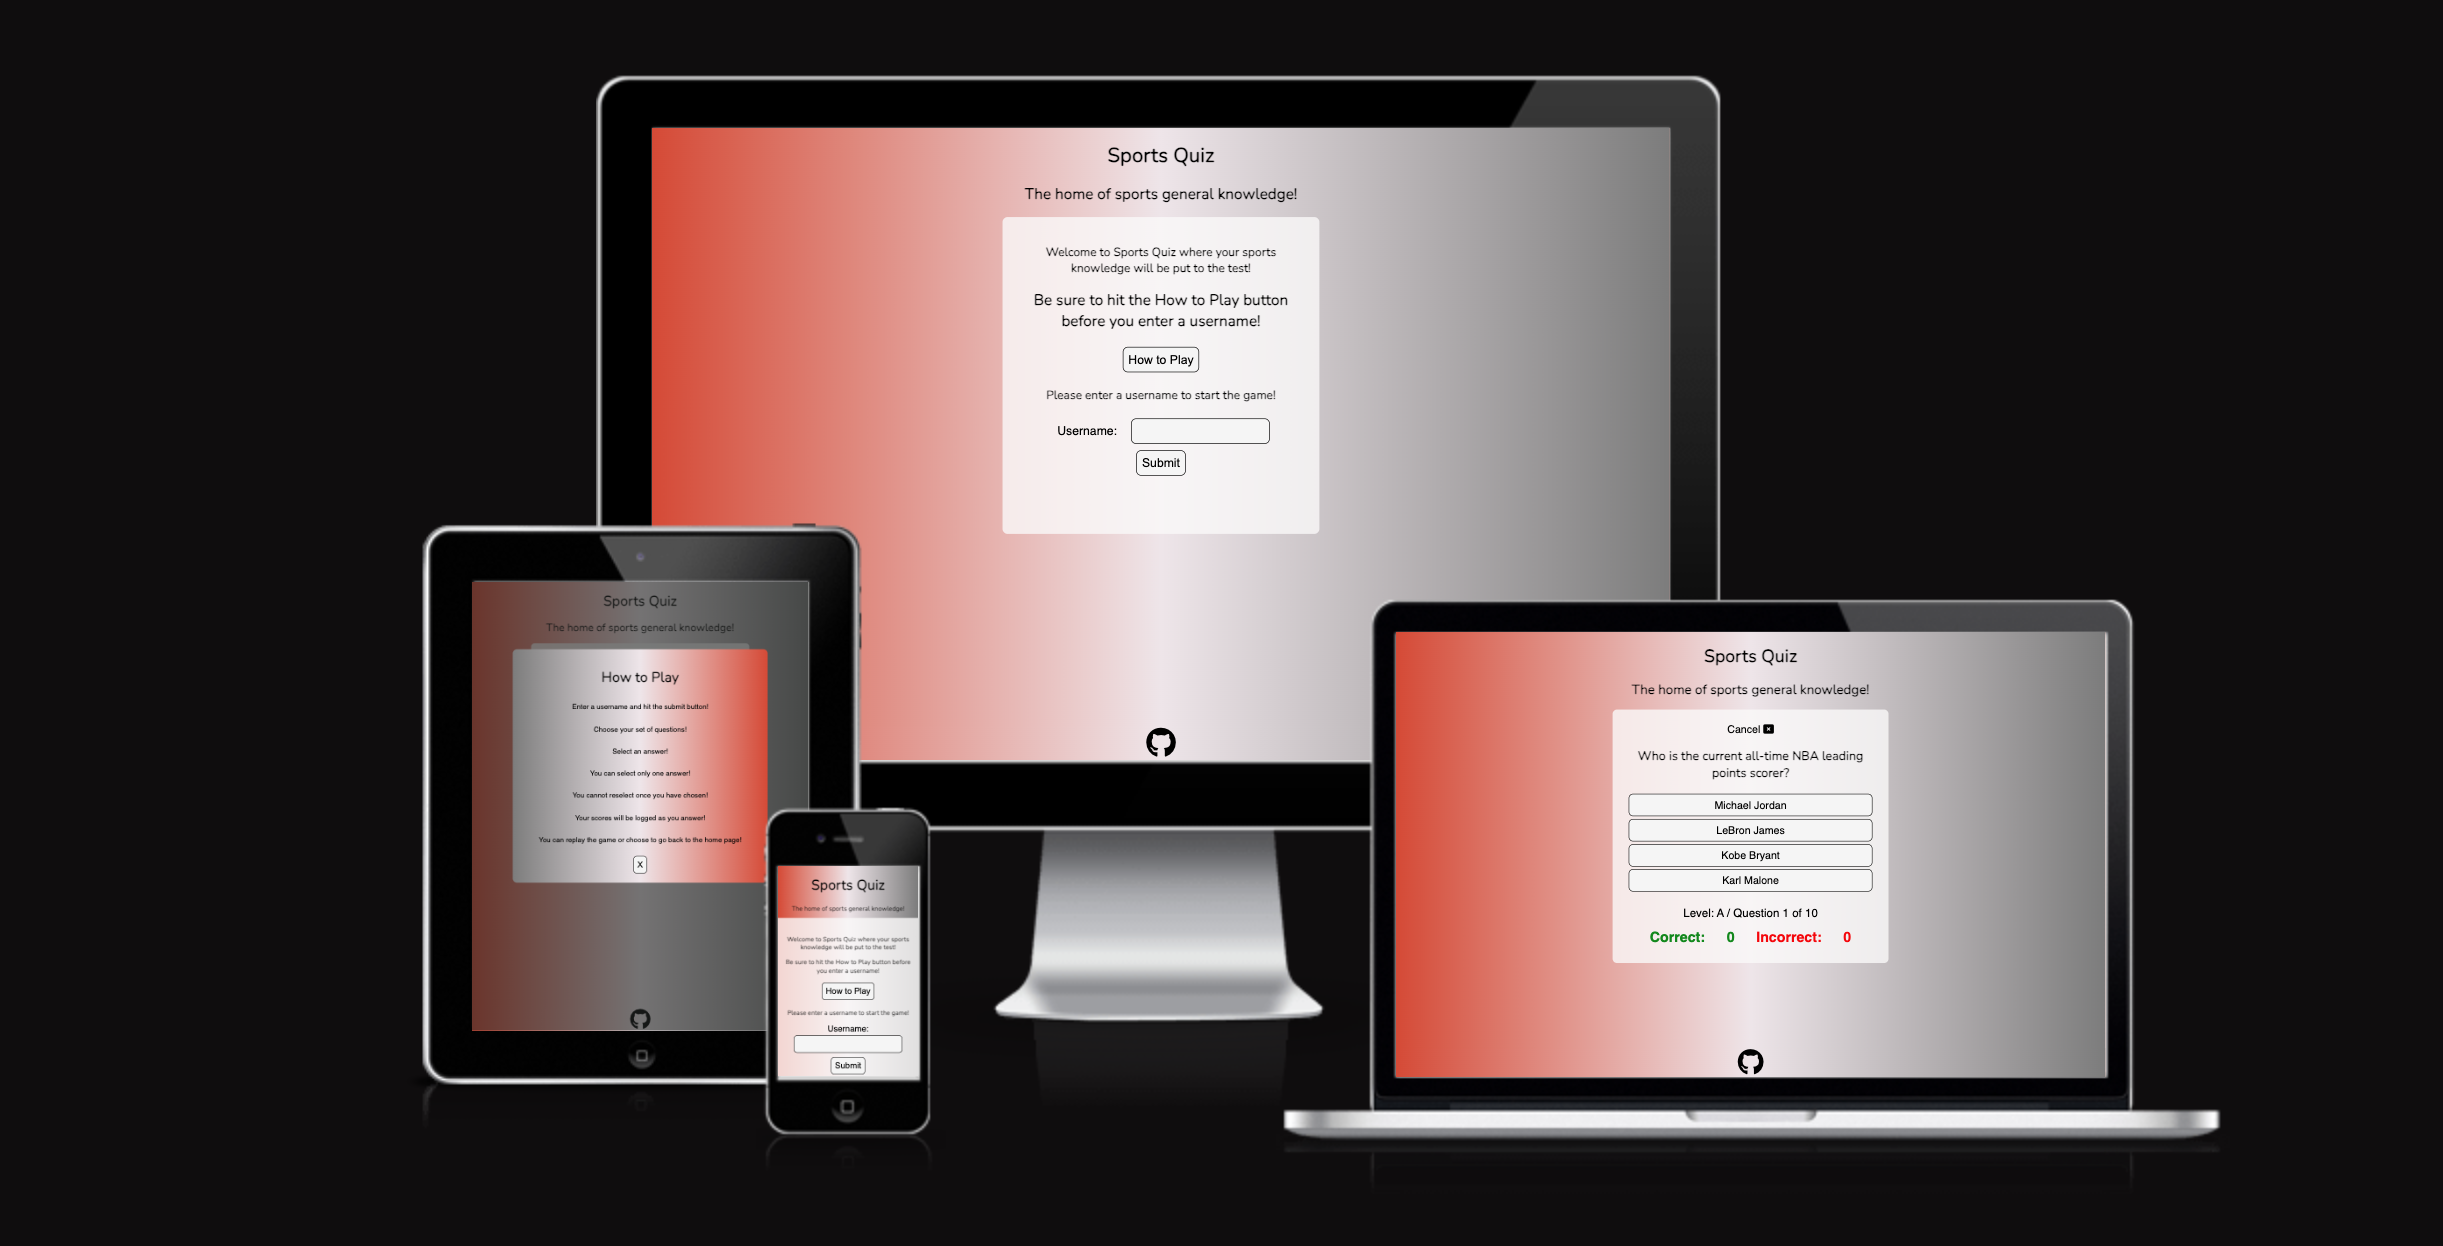 Sports Quiz
The home of sports general knowledge!
Welcome to Sports Quiz where your sports
knowledge will be put to the test!
Be sure to hit the How to Play button
before you enter a username!
How to Play
Please enter a username to start the game!
Username:
Submit
Sports Quiz
The home of sports general knowledge!
How to Play
Enter a username and hit the submit button!
Choose your set of questions!
Select an answer!
You can select only one answer!
You cannot reselect once you have chosen!
Your scores will be logged as you answer!
You can replay the game or choose to go back to the home page!
X
Sports Quiz
The home of sports general knowledge!
Welcome to Sports Quiz where your sports
knowledge will be put to the test!
Be sure to hit the How to Play button before
you enter a username!
How to Play
Please enter a username to start the game!
Username:
Submit
Sports Quiz
The home of sports general knowledge!
Cancel
Who is the current all-time NBA leading
points scorer?
Michael Jordan
LeBron James
Kobe Bryant
Karl Malone
Level: A / Question 1 of 10
Correct: 0 Incorrect: 0